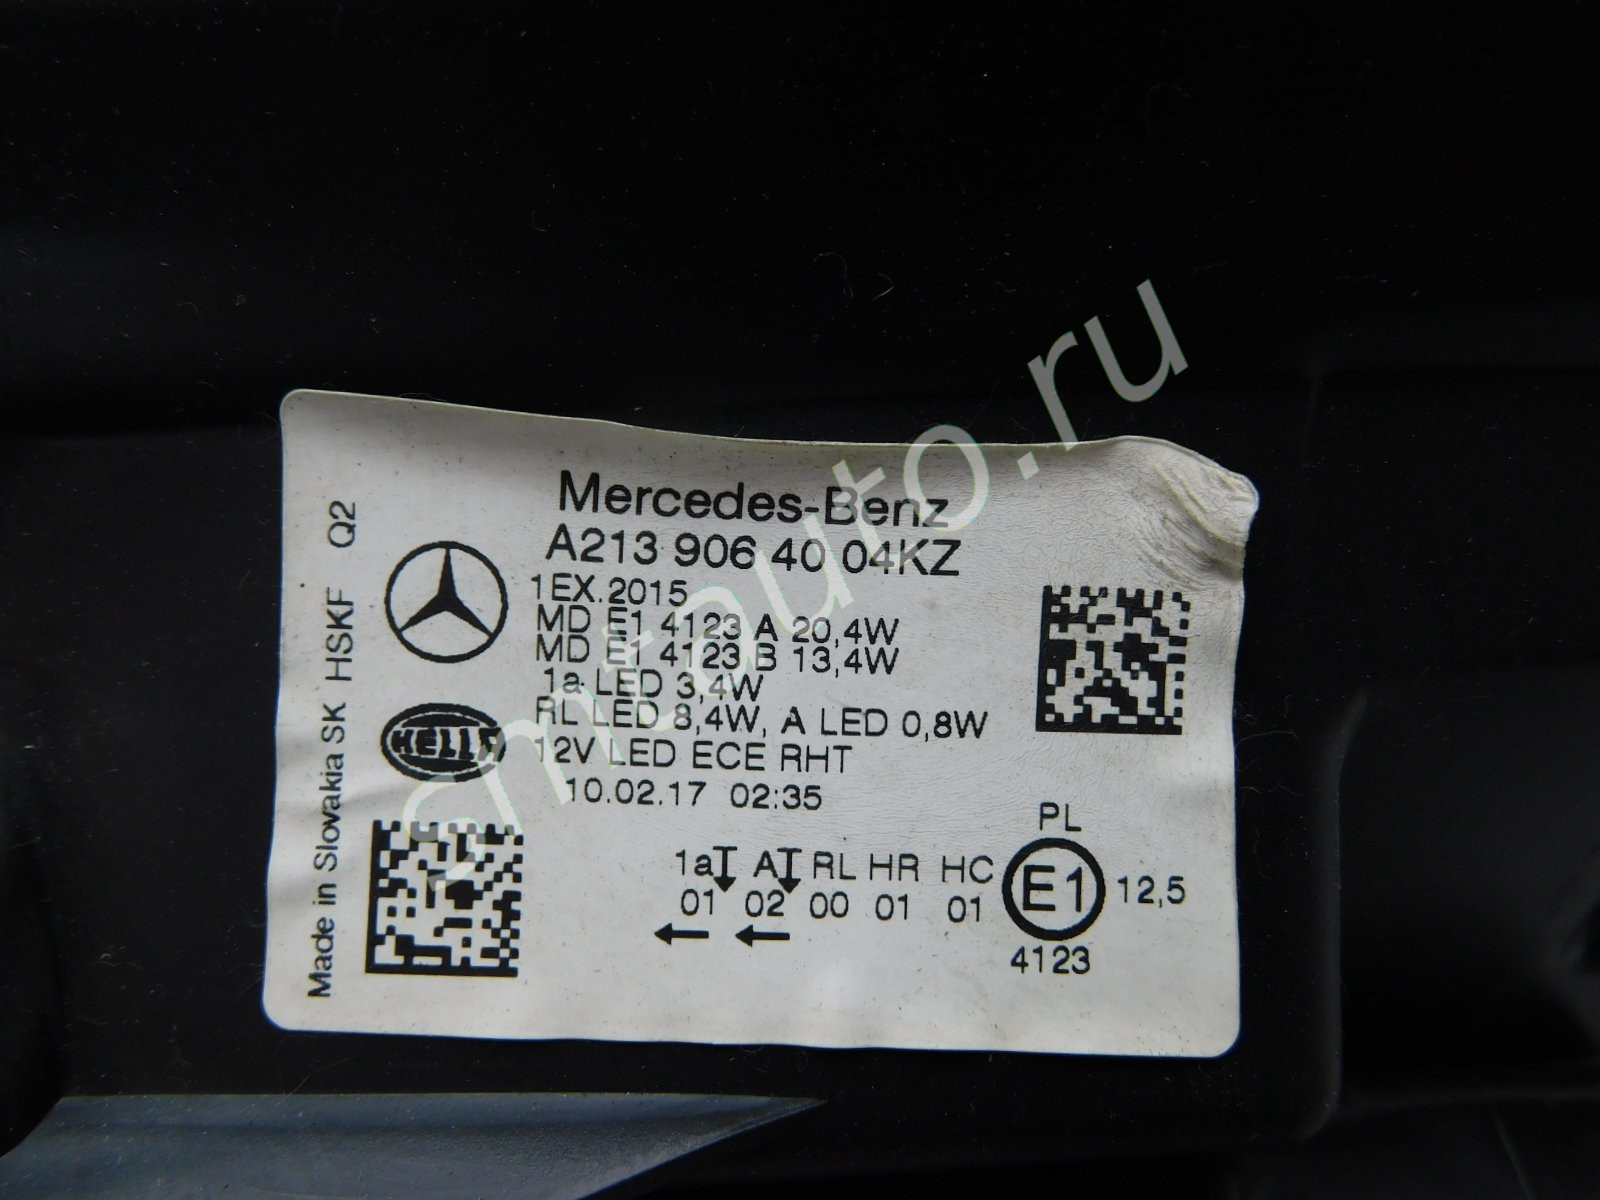 Mercedes-Benz
A213 906 40 04KZ
1EX.2015
MD E1 4123 A 20,4W
MD E1 4123 B 13,4W
1a LED 3,4W
RL LED 8,4W, A LED 0,8W
12V LED ECE RHT
10.02.17 02:35
HELLA
Made in Slovakia SK HSKF Q2
1a A RL HR HC
01 02 00 01 01
← ←
PL
E1 12,5
4123
smtauto.ru